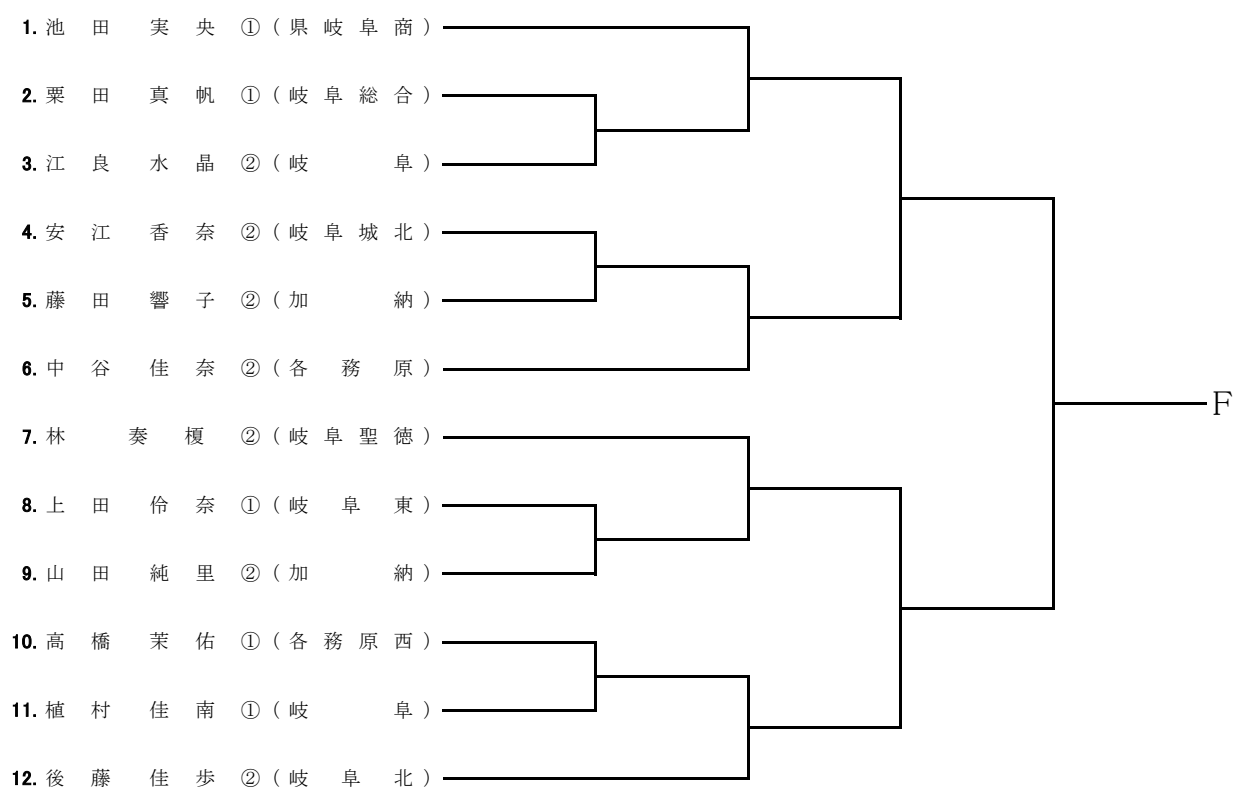 1. 池田 実央 ①(県岐阜商)
2. 粟田 真帆 ①(岐阜総合)
3. 江良 水晶 ②(岐阜)
4. 安江 香奈 ②(岐阜城北)
5. 藤田 響子 ②(加納)
6. 中谷 佳奈 ②(各務原)
7. 林 奏榎 ②(岐阜聖徳)
8. 上田 伶奈 ①(岐阜東)
9. 山田 純里 ②(加納)
10. 高橋 茉佑 ①(各務原西)
11. 植村 佳南 ①(岐阜)
12. 後藤 佳歩 ②(岐阜北)
F